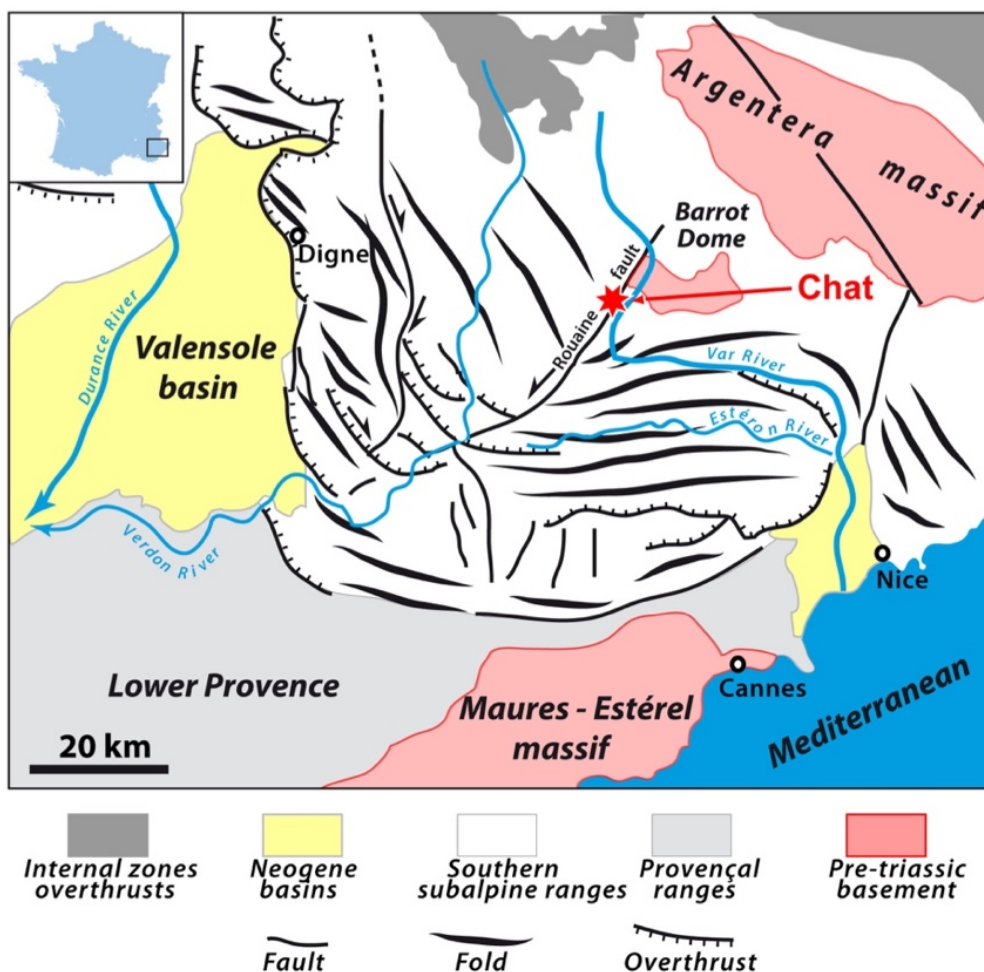 Argentera
massif
Barrot
Dome
Digne
fault
Chat
Rouaine
Durance River
Valensole
basin
Var River
Estéron River
Verdon River
Nice
Lower Provence
Cannes
Maures - Estérel
massif
Mediterranean
20 km
Internal zones
overthrusts
Neogene
basins
Southern
subalpine ranges
Provençal
ranges
Pre-triassic
basement
Fault
Fold
Overthrust